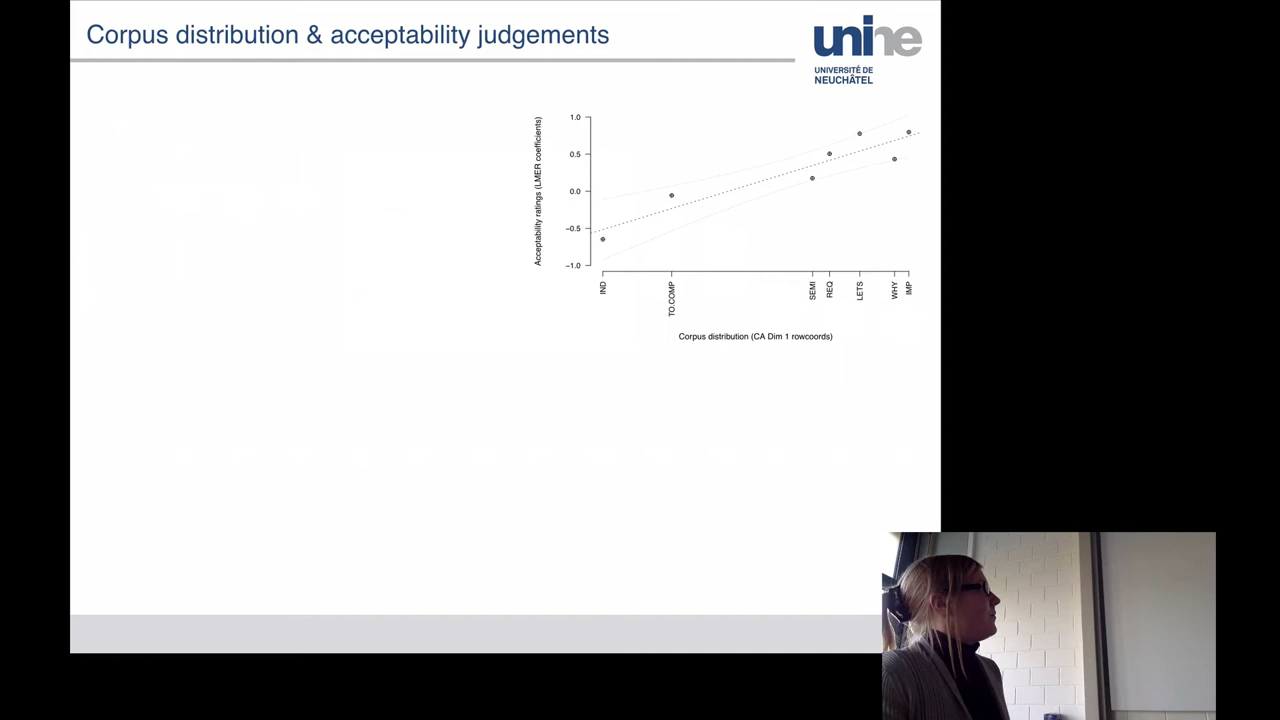 Corpus distribution & acceptability judgements
unine
UNIVERSITÉ DE
NEUCHÂTEL
Acceptability ratings (LMER coefficients)
1.0
0.5
0.0
−0.5
−1.0
IND
TO.COMP
SEMI
REQ
LETS
WHY
IMP
Corpus distribution (CA Dim 1 rowcoords)